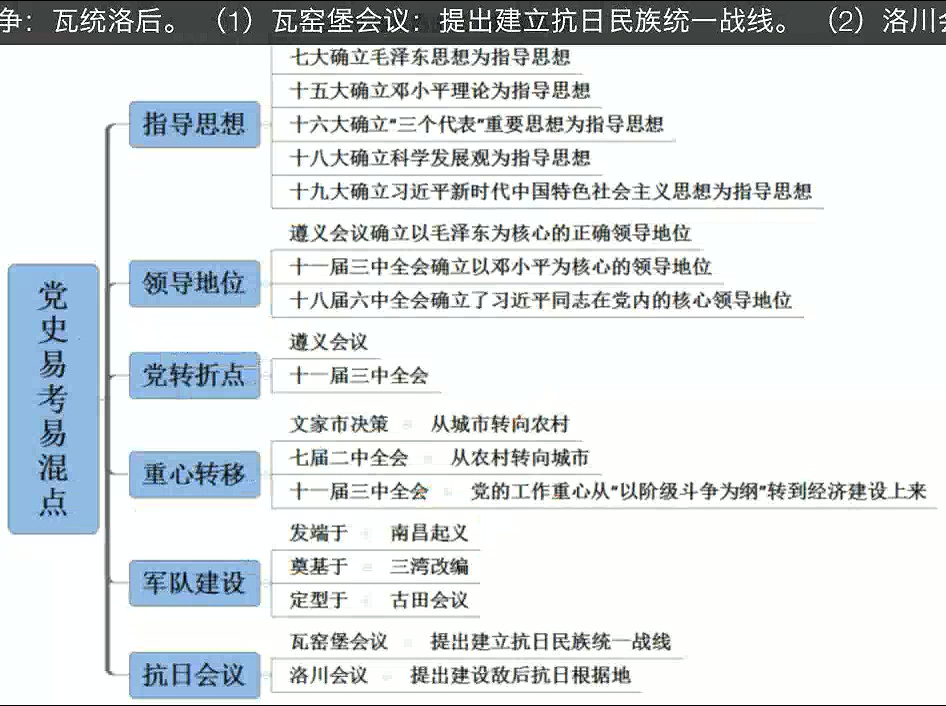 争：瓦统洛后。（1）瓦窑堡会议：提出建立抗日民族统一战线。（2）洛川会
党史易考易混点
指导思想
七大确立毛泽东思想为指导思想
十五大确立邓小平理论为指导思想
十六大确立“三个代表”重要思想为指导思想
十八大确立科学发展观为指导思想
十九大确立习近平新时代中国特色社会主义思想为指导思想
领导地位
遵义会议确立以毛泽东为核心的正确领导地位
十一届三中全会确立以邓小平为核心的领导地位
十八届六中全会确立了习近平同志在党内的核心领导地位
党转折点
遵义会议
十一届三中全会
重心转移
文家市决策 从城市转向农村
七届二中全会 从农村转向城市
十一届三中全会 党的工作重心从“以阶级斗争为纲”转到经济建设上来
军队建设
发端于 南昌起义
奠基于 三湾改编
定型于 古田会议
抗日会议
瓦窑堡会议 提出建立抗日民族统一战线
洛川会议 提出建设敌后抗日根据地